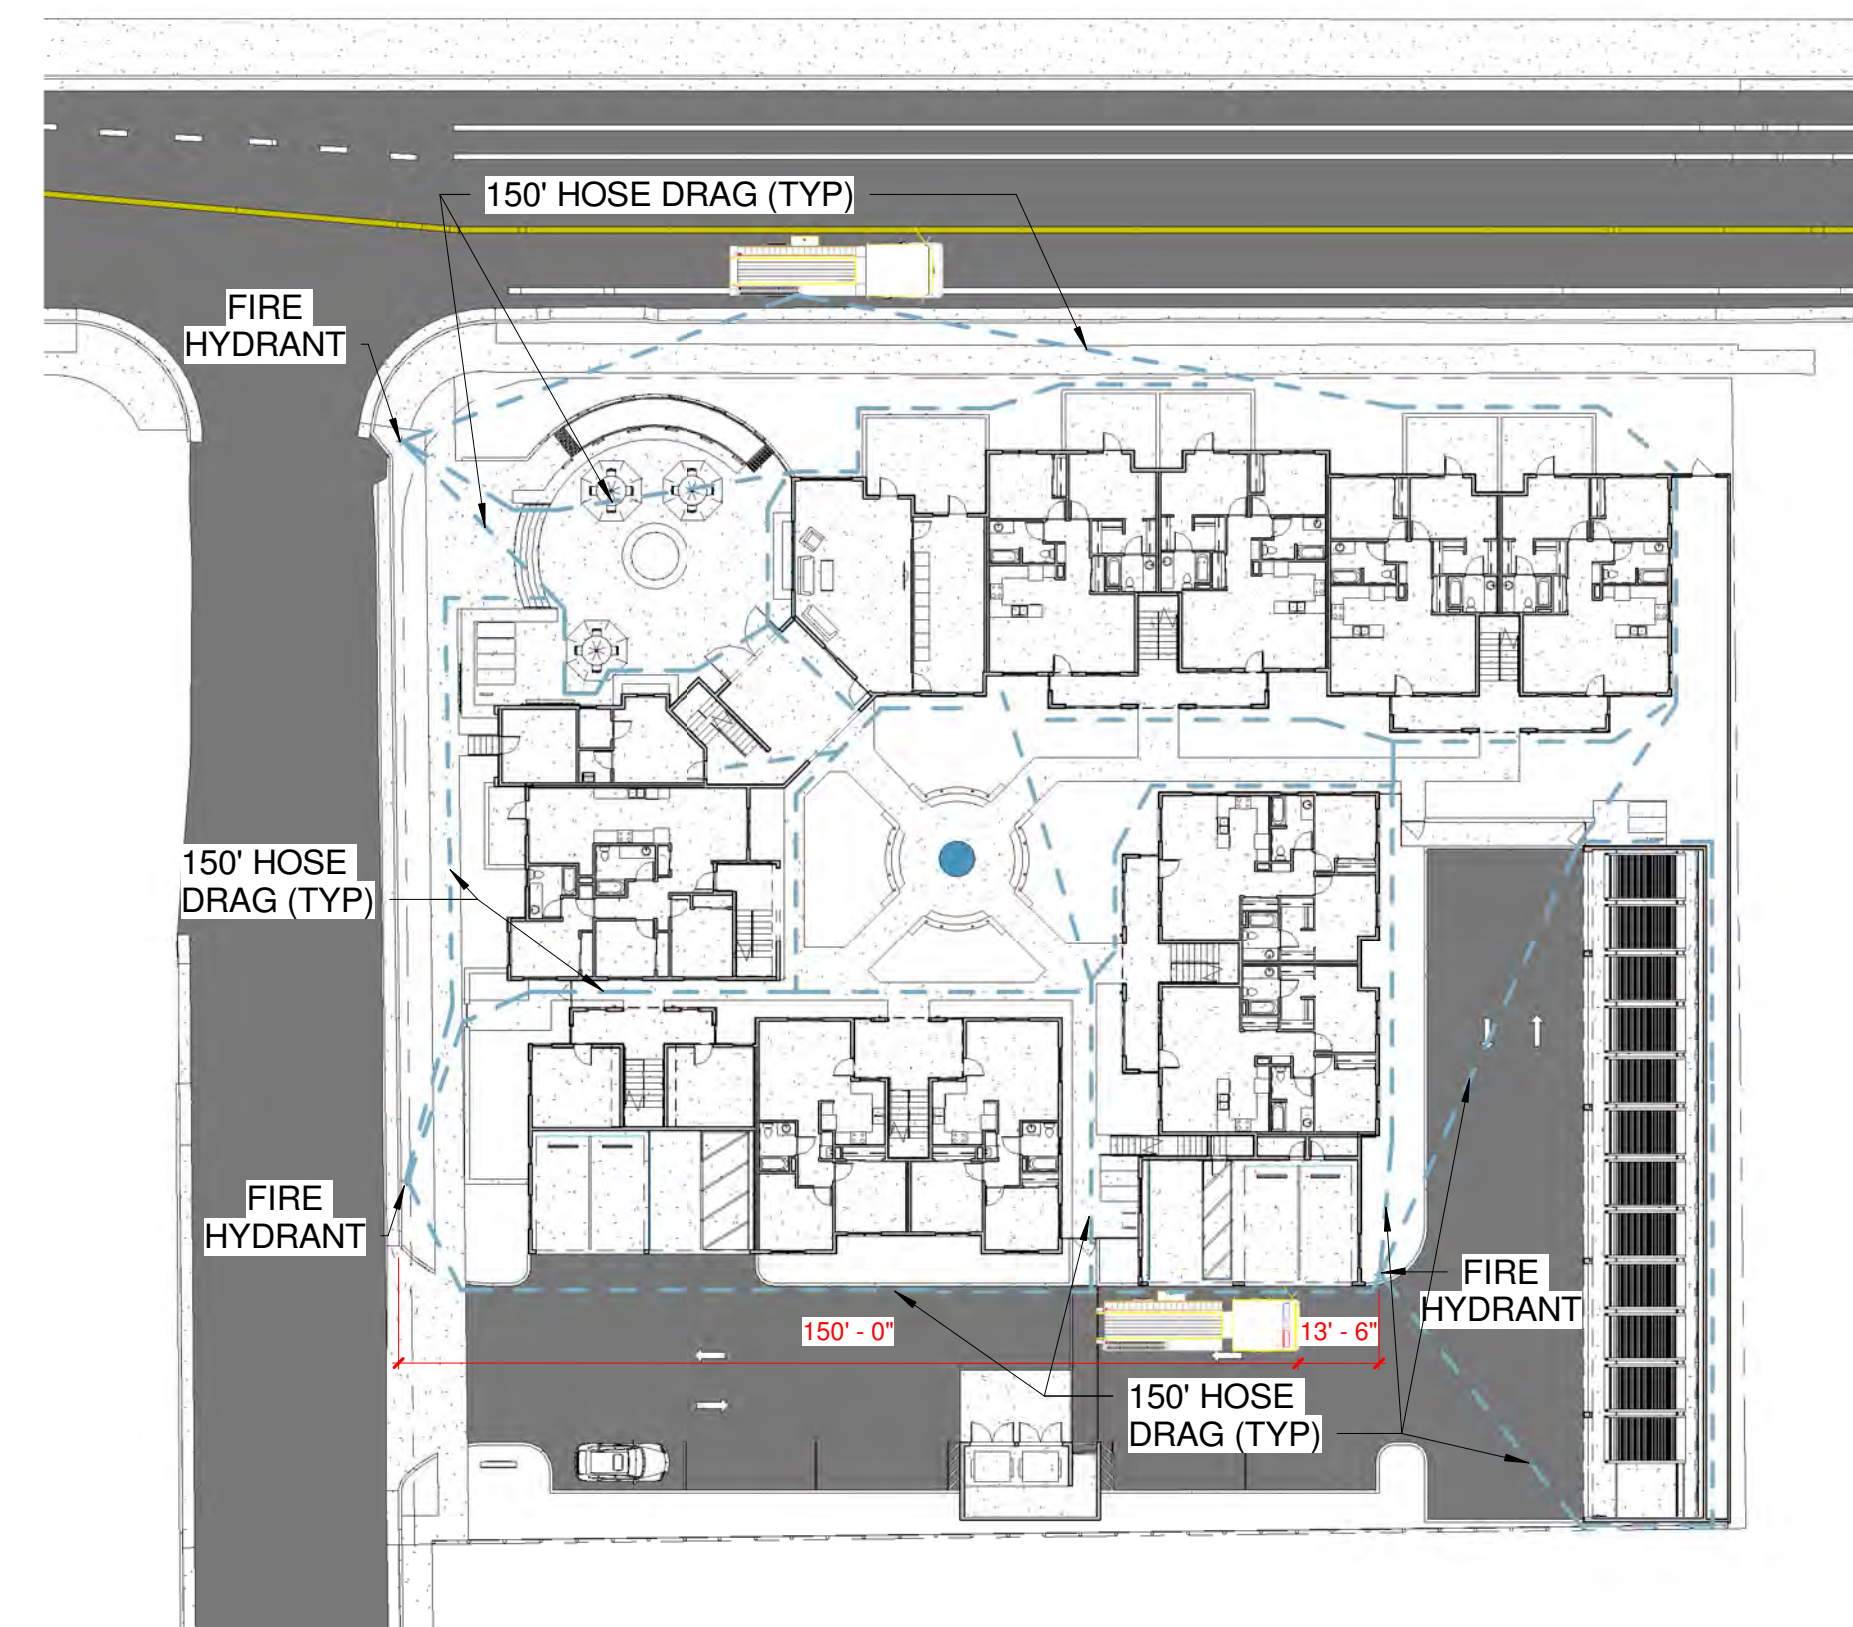 150' HOSE DRAG (TYP)
FIRE
HYDRANT
150' HOSE
DRAG (TYP)
FIRE
HYDRANT
FIRE
HYDRANT
150' - 0"
13' - 6"
150' HOSE
DRAG (TYP)